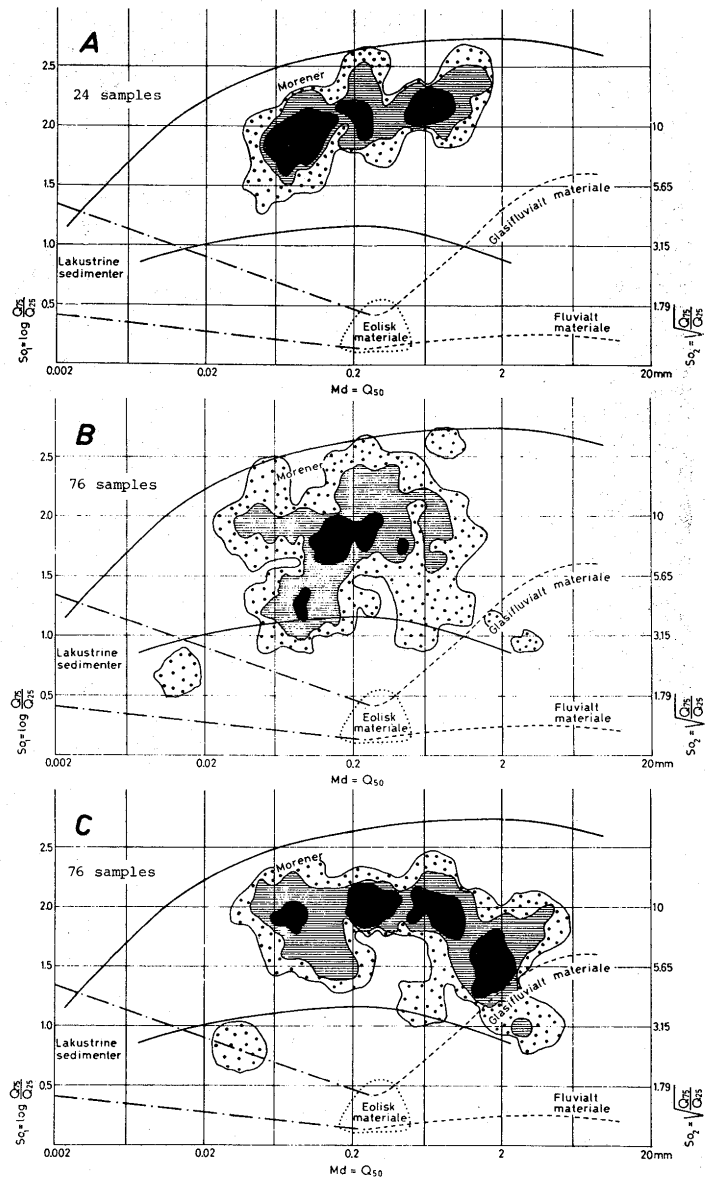 A
24 samples
Morener
2.5
2.0
1.5
1.0
0.5
10
5.65
3.15
1.79
Glasifluvialt materiale
Lakustrine
sedimenter
Eolisk
materiale
Fluvialt
materiale
So₁=log Q75/Q25
So₂=√Q75/Q25
0.002
0.02
0.2
2
20mm
Md = Q50
B
76 samples
Morener
2.5
2.0
1.5
1.0
0.5
10
5.65
3.15
1.79
Glasifluvialt materiale
Lakustrine
sedimenter
Eolisk
materiale
Fluvialt
materiale
So₁=log Q75/Q25
So₂=√Q75/Q25
0.002
0.02
0.2
2
20mm
Md = Q50
C
76 samples
Morener
2.5
2.0
1.5
1.0
0.5
10
5.65
3.15
1.79
Glasifluvialt materiale
Lakustrine
sedimenter
Eolisk
materiale
Fluvialt
materiale
So₁=log Q75/Q25
So₂=√Q75/Q25
0.002
0.02
0.2
2
20mm
Md = Q50